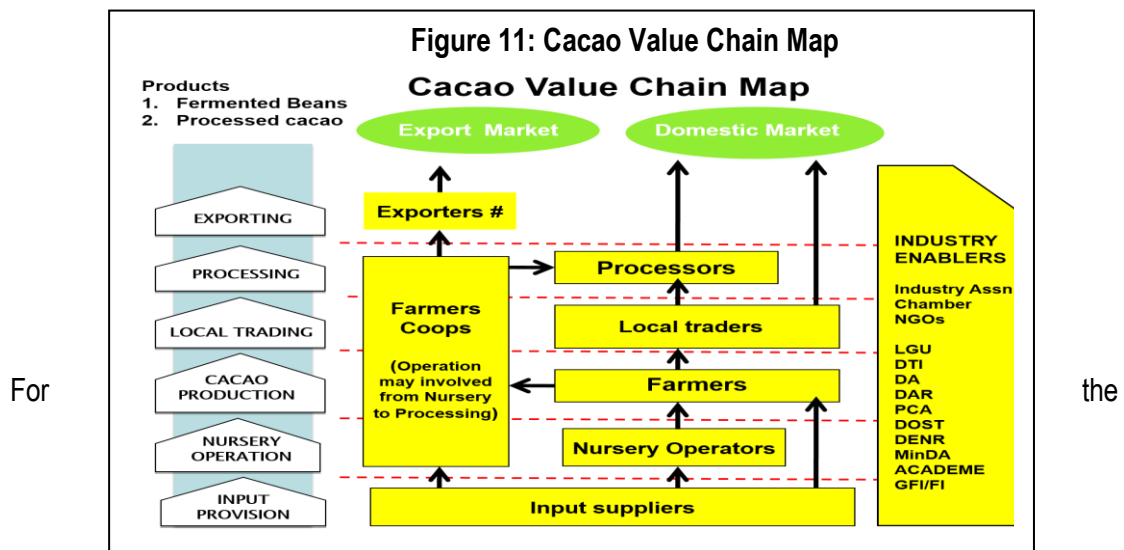 Figure 11: Cacao Value Chain Map
Cacao Value Chain Map
Products
1. Fermented Beans
2. Processed cacao
Export Market
Domestic Market
EXPORTING
PROCESSING
LOCAL TRADING
CACAO
PRODUCTION
NURSERY
OPERATION
INPUT
PROVISION
Exporters #
Farmers
Coops
(Operation
may involved
from Nursery
to Processing)
Processors
Local traders
Farmers
Nursery Operators
Input suppliers
INDUSTRY
ENABLERS
Industry Assn
Chamber
NGOs
LGU
DTI
DA
DAR
PCA
DOST
DENR
MinDA
ACADEME
GFI/FI
For the